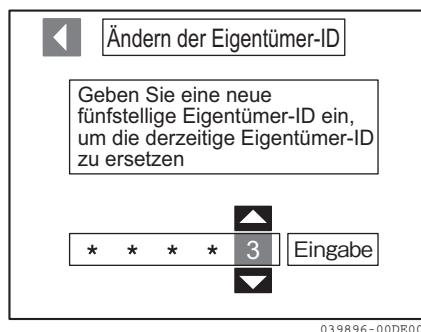 Ändern der Eigentümer-ID
Geben Sie eine neue
fünfstellige Eigentümer-ID ein,
um die derzeitige Eigentümer-ID
zu ersetzen
* * * * 3 Eingabe
039896-00DE00